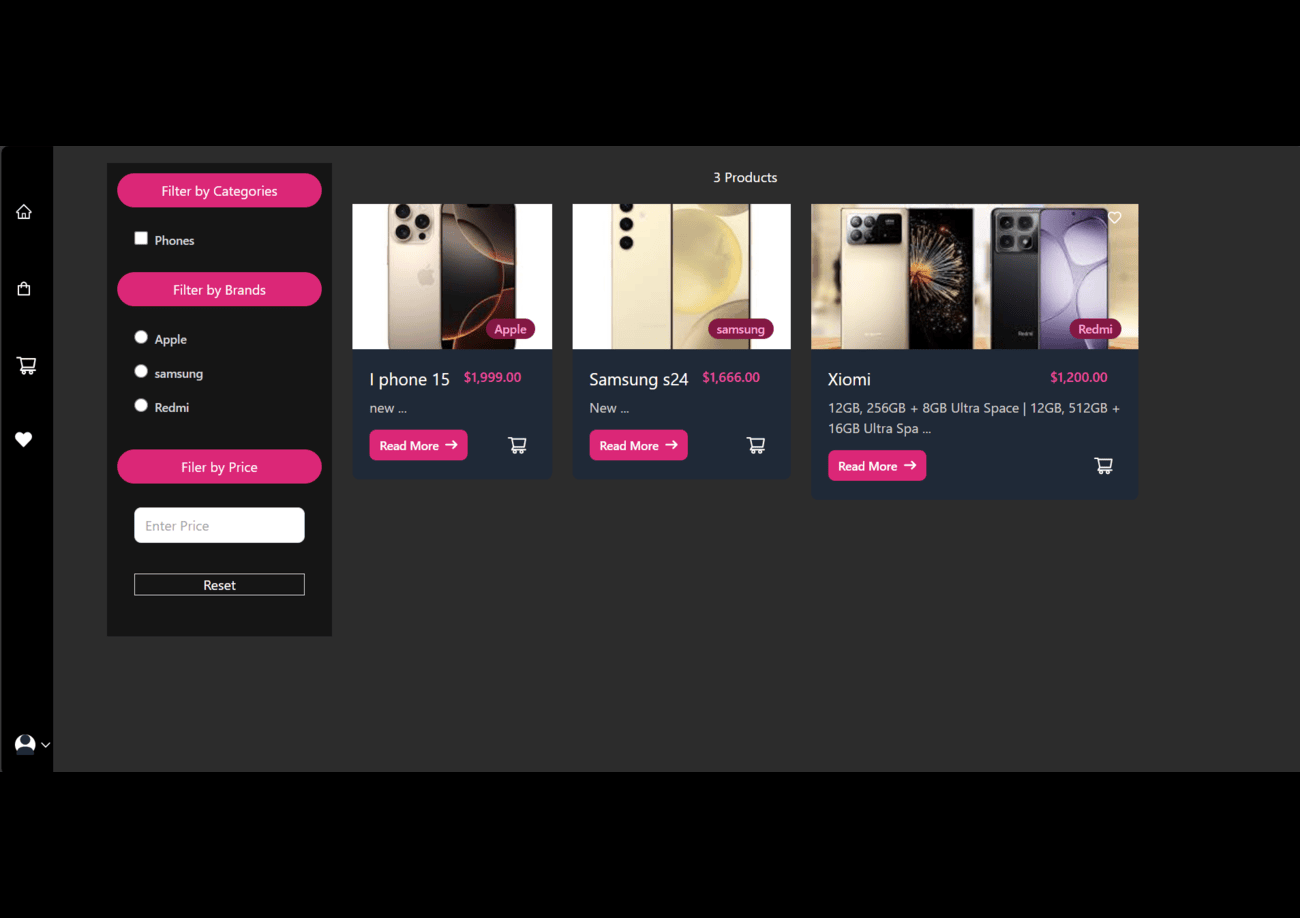 Filter by Categories
Phones
Filter by Brands
Apple
samsung
Redmi
Filer by Price
Enter Price
Reset
3 Products
Apple
I phone 15 $1,999.00
new ...
Read More
samsung
Samsung s24 $1,666.00
New ...
Read More
Redmi
Xiomi $1,200.00
12GB, 256GB + 8GB Ultra Space | 12GB, 512GB +
16GB Ultra Spa ...
Read More